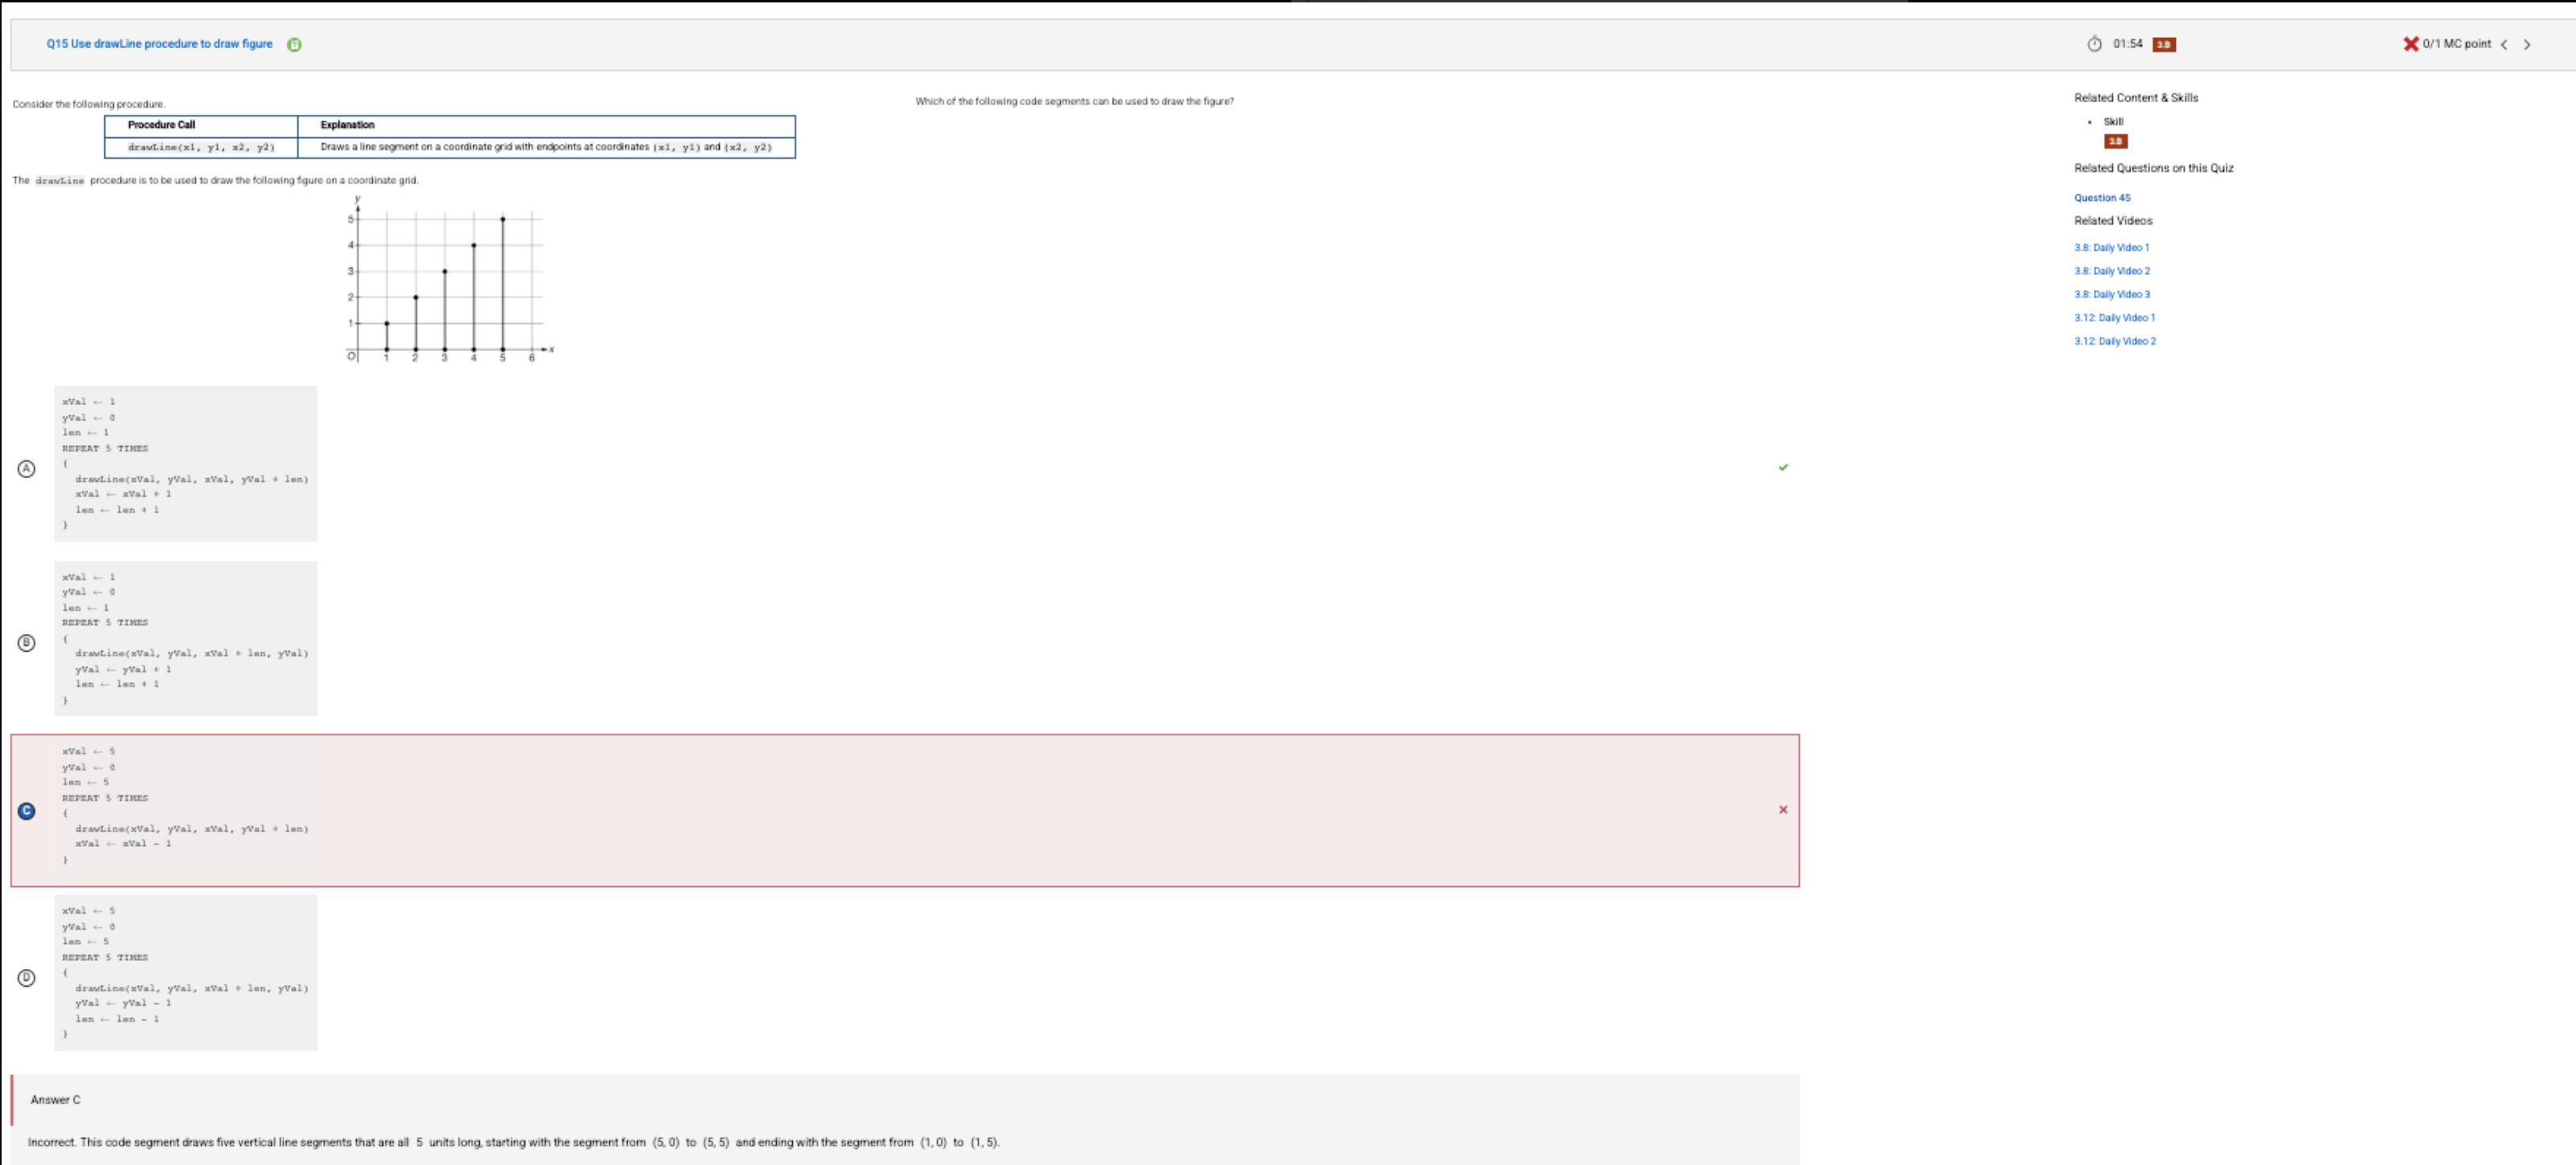 Q15 Use drawLine procedure to draw figure
01:54 3.B
0/1 MC point
Consider the following procedure.
Procedure Call Explanation
drawLine(x1, y1, x2, y2) Draws a line segment on a coordinate grid with endpoints at coordinates (x1, y1) and (x2, y2)
The drawLine procedure is to be used to draw the following figure on a coordinate grid.
y
5
4
3
2
1
O 1 2 3 4 5 6 x
Which of the following code segments can be used to draw the figure?
A
xVal ← 1
yVal ← 0
len ← 1
REPEAT 5 TIMES
{
drawLine(xVal, yVal, xVal, yVal + len)
xVal ← xVal + 1
len ← len + 1
}
B
xVal ← 1
yVal ← 0
len ← 1
REPEAT 5 TIMES
{
drawLine(xVal, yVal, xVal + len, yVal)
yVal ← yVal + 1
len ← len + 1
}
C
xVal ← 5
yVal ← 0
len ← 5
REPEAT 5 TIMES
{
drawLine(xVal, yVal, xVal, yVal + len)
xVal ← xVal - 1
}
D
xVal ← 5
yVal ← 0
len ← 5
REPEAT 5 TIMES
{
drawLine(xVal, yVal, xVal + len, yVal)
yVal ← yVal - 1
len ← len - 1
}
Answer C
Incorrect. This code segment draws five vertical line segments that are all 5 units long, starting with the segment from (5, 0) to (5, 5) and ending with the segment from (1, 0) to (1, 5).
Related Content & Skills
• Skill
3.B
Related Questions on this Quiz
Question 45
Related Videos
3.8: Daily Video 1
3.8: Daily Video 2
3.8: Daily Video 3
3.12: Daily Video 1
3.12: Daily Video 2